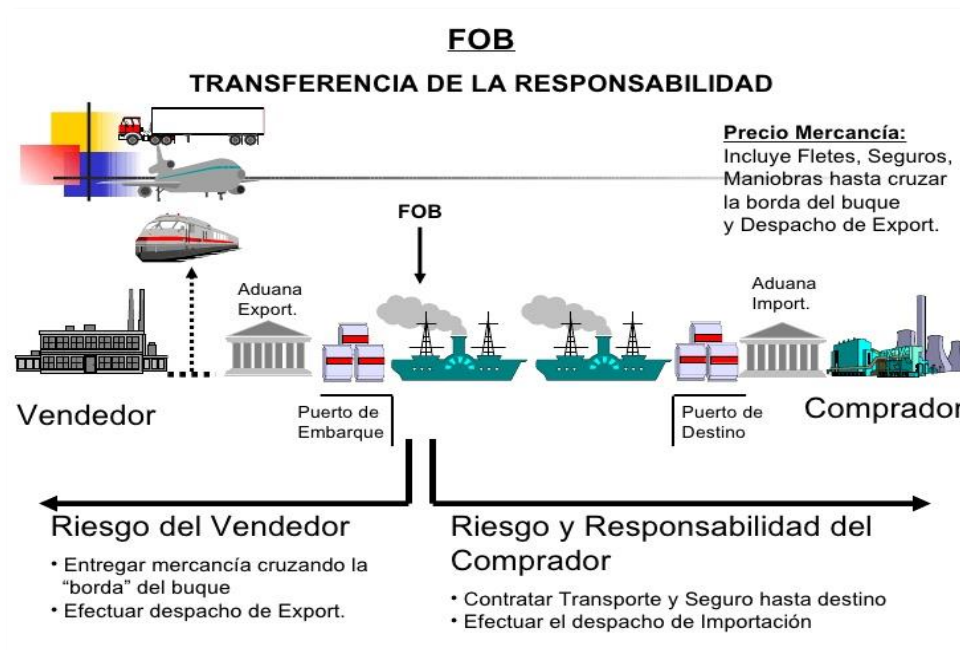 FOB
TRANSFERENCIA DE LA RESPONSABILIDAD
Precio Mercancía:
Incluye Fletes, Seguros,
Maniobras hasta cruzar
la borda del buque
y Despacho de Export.
FOB
Aduana
Export.
Aduana
Import.
Vendedor
Puerto de
Embarque
Puerto de
Destino
Comprador
Riesgo del Vendedor
• Entregar mercancía cruzando la
“borda” del buque
• Efectuar despacho de Export.
Riesgo y Responsabilidad del
Comprador
• Contratar Transporte y Seguro hasta destino
• Efectuar el despacho de Importación